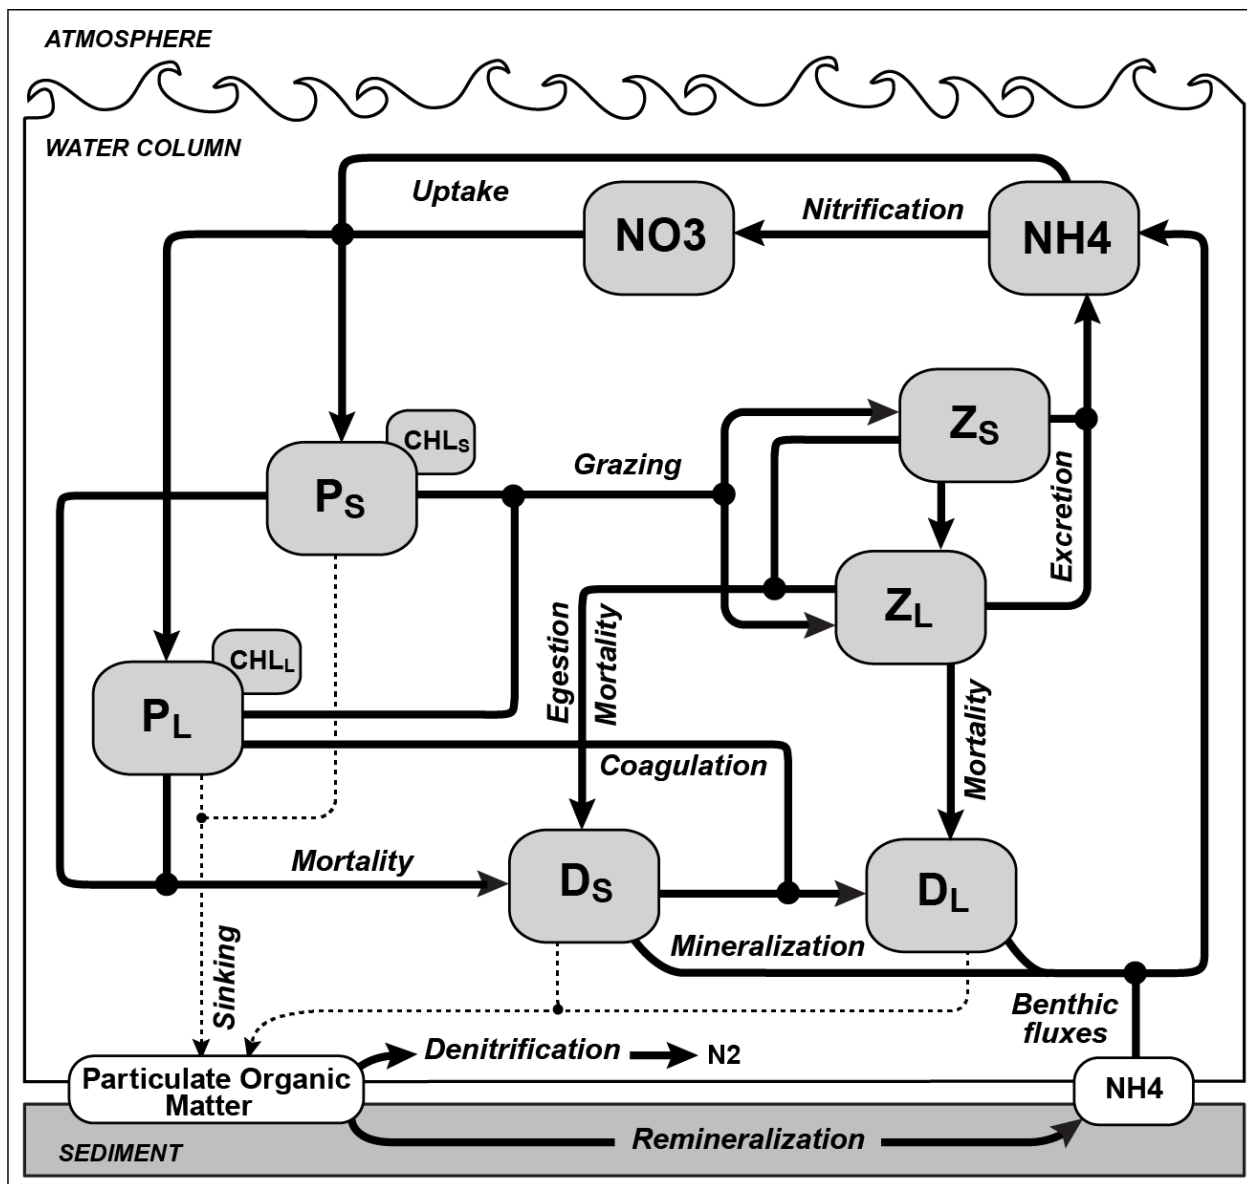 ATMOSPHERE
WATER COLUMN
Uptake
NO3
Nitrification
NH4
CHLS
PS
Grazing
ZS
Excretion
ZL
CHLL
PL
Egestion
Mortality
Coagulation
Mortality
Mortality
DS
DL
Mineralization
Sinking
Benthic
fluxes
Denitrification
N2
Particulate Organic
Matter
NH4
Remineralization
SEDIMENT